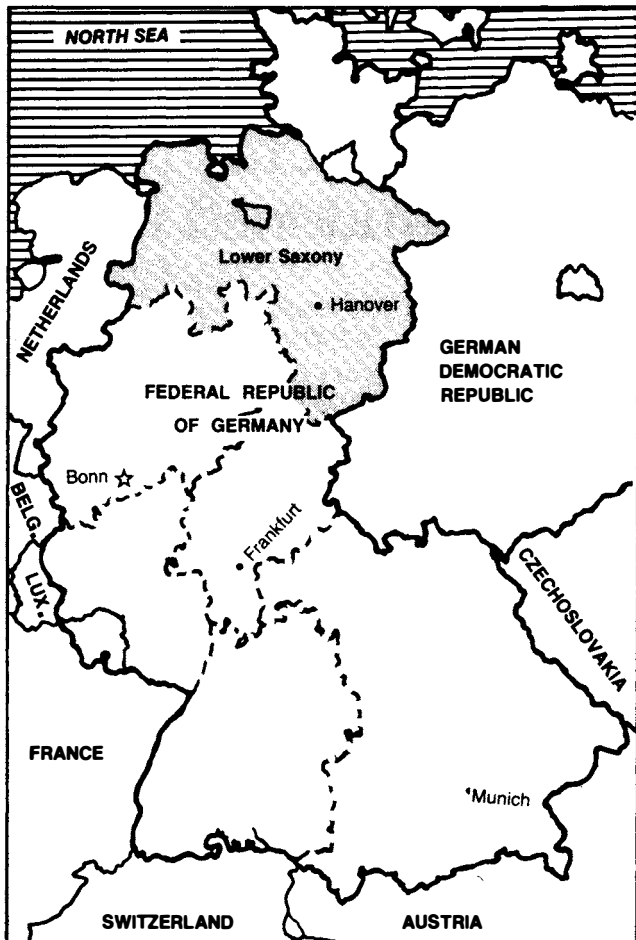 NORTH SEA
Lower Saxony
Hanover
NETHERLANDS
GERMAN
DEMOCRATIC
REPUBLIC
FEDERAL REPUBLIC
OF GERMANY
Bonn
BELG.
Frankfurt
LUX.
CZECHOSLOVAKIA
FRANCE
Munich
SWITZERLAND
AUSTRIA